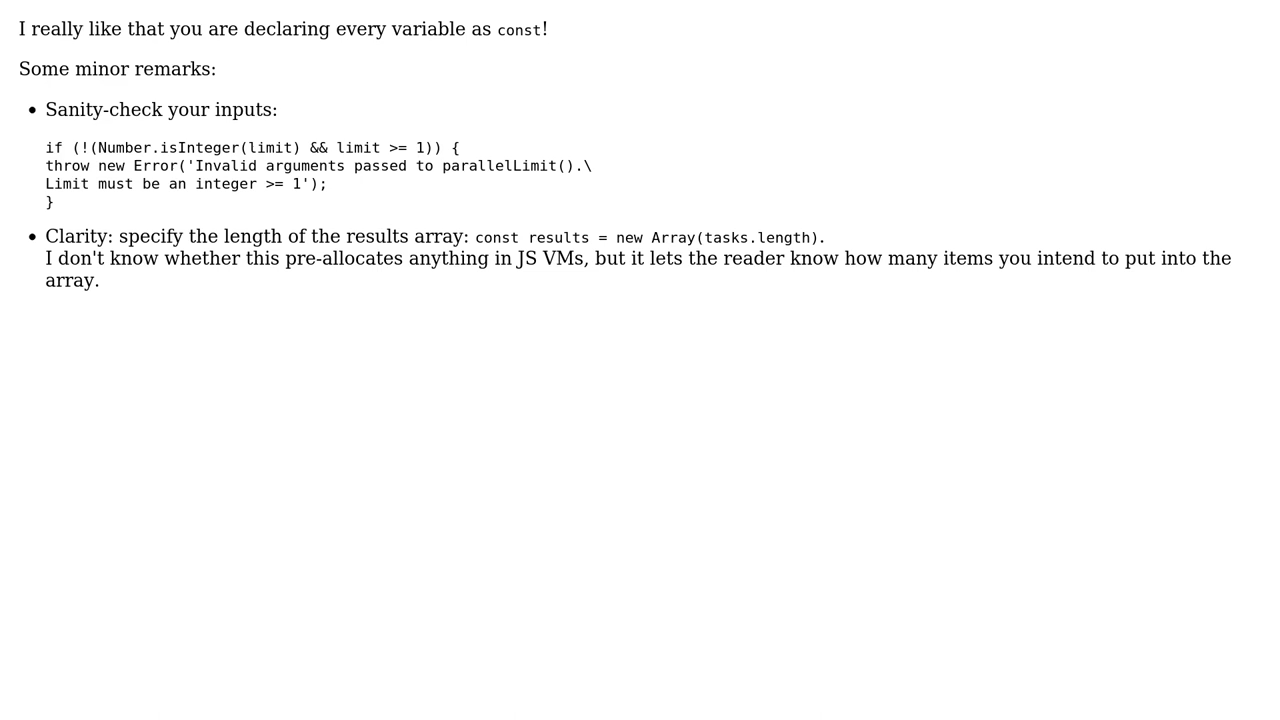 I really like that you are declaring every variable as const!
Some minor remarks:
Sanity-check your inputs:
if (!(Number.isInteger(limit) && limit >= 1)) {
throw new Error('Invalid arguments passed to parallelLimit().\
Limit must be an integer >= 1');
}
Clarity: specify the length of the results array: const results = new Array(tasks.length).
I don't know whether this pre-allocates anything in JS VMs, but it lets the reader know how many items you intend to put into the
array.